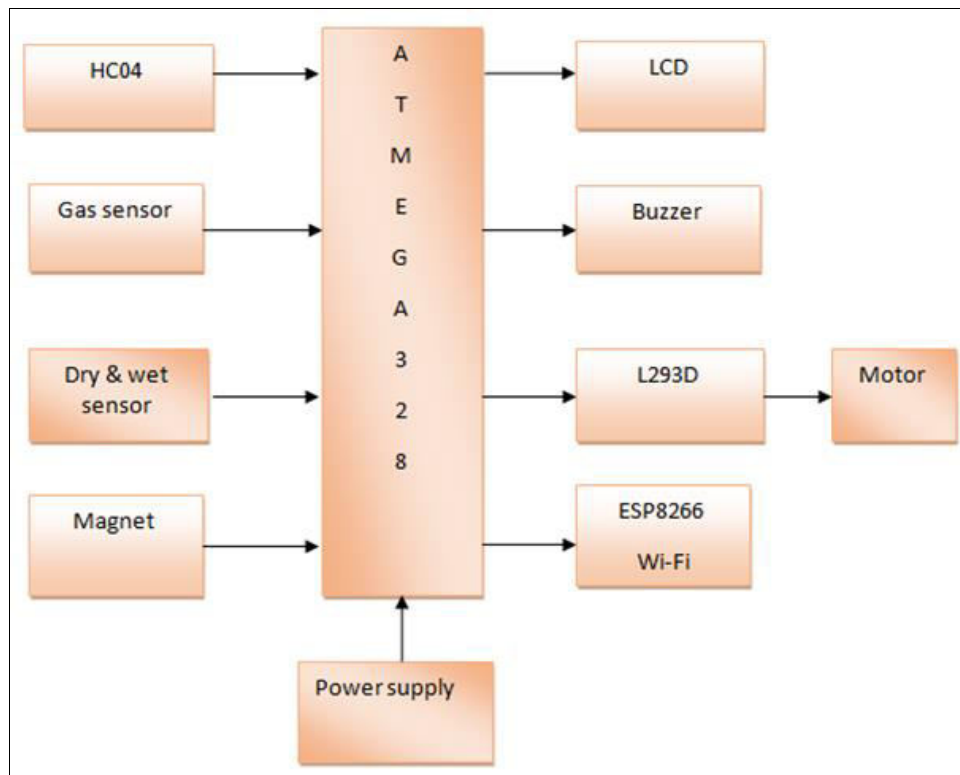 HC04
Gas sensor
Dry & wet
sensor
Magnet
A
T
M
E
G
A
3
2
8
LCD
Buzzer
L293D
Motor
ESP8266
Wi-Fi
Power supply